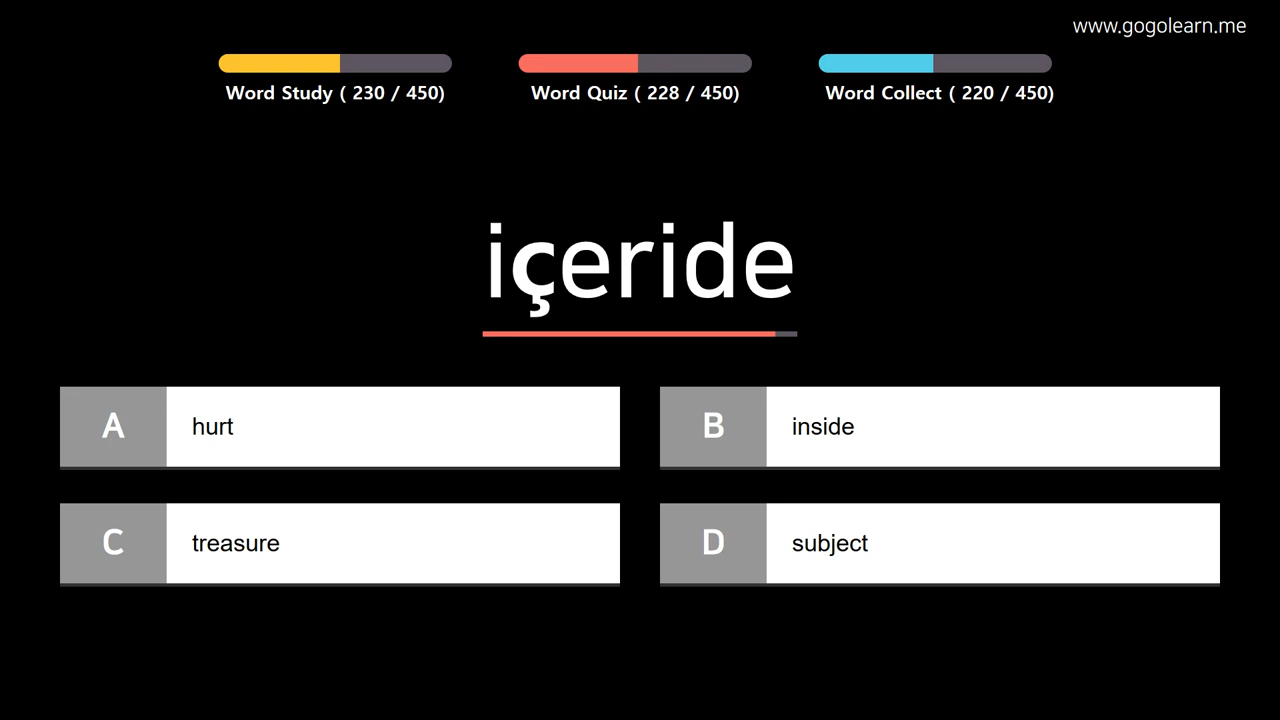 www.gogolearn.me
Word Study ( 230 / 450)
Word Quiz ( 228 / 450)
Word Collect ( 220 / 450)
içeride
A hurt
B inside
C treasure
D subject